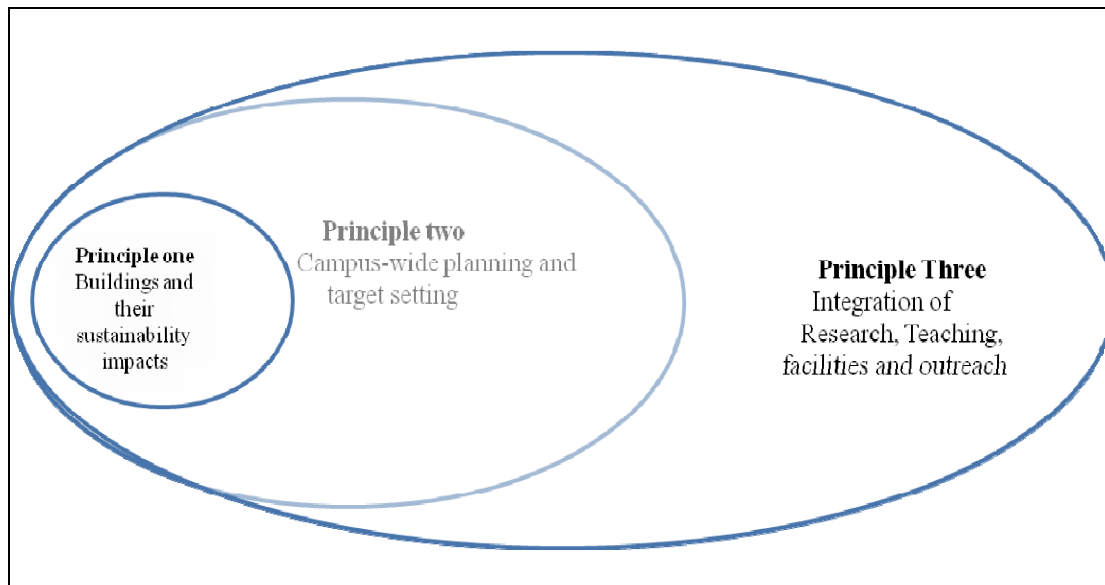 Principle one
Buildings and
their
sustainability
impacts
Principle two
Campus-wide planning and
target setting
Principle Three
Integration of
Research, Teaching,
facilities and outreach